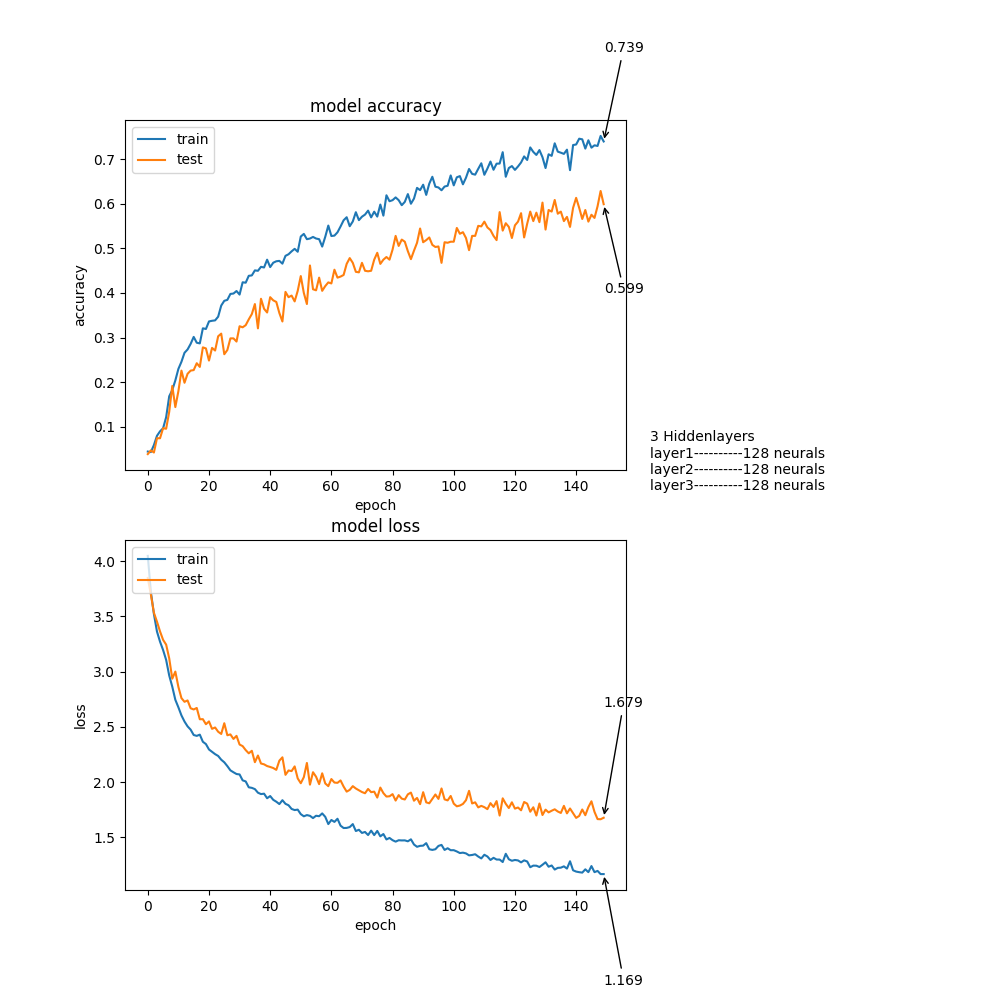 0.739
model accuracy
train
test
0.7
0.6
0.5
0.4
0.3
0.2
0.1
accuracy
0.599
0 20 40 60 80 100 120 140
epoch
3 Hiddenlayers
layer1----------128 neurals
layer2----------128 neurals
layer3----------128 neurals
model loss
train
test
4.0
3.5
3.0
2.5
2.0
1.5
loss
1.679
0 20 40 60 80 100 120 140
epoch
1.169